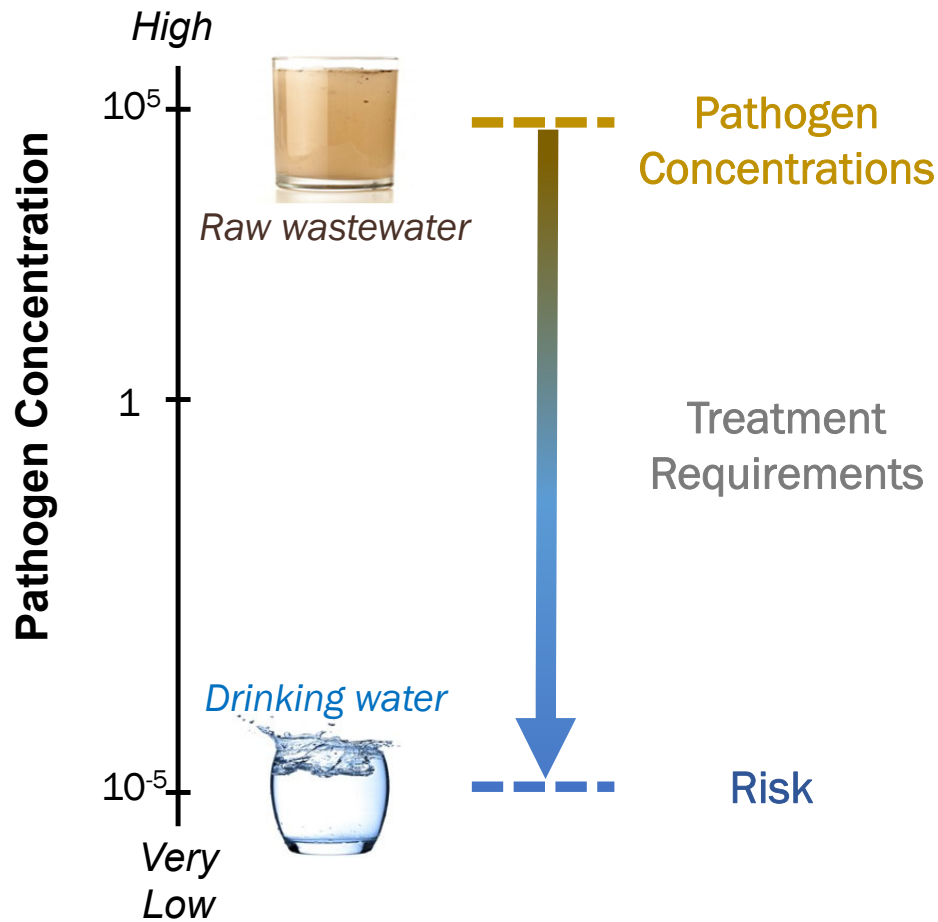 High
10⁵
Pathogen
Concentrations
Raw wastewater
Pathogen Concentration
1
Treatment
Requirements
Drinking water
10⁻⁵
Risk
Very
Low